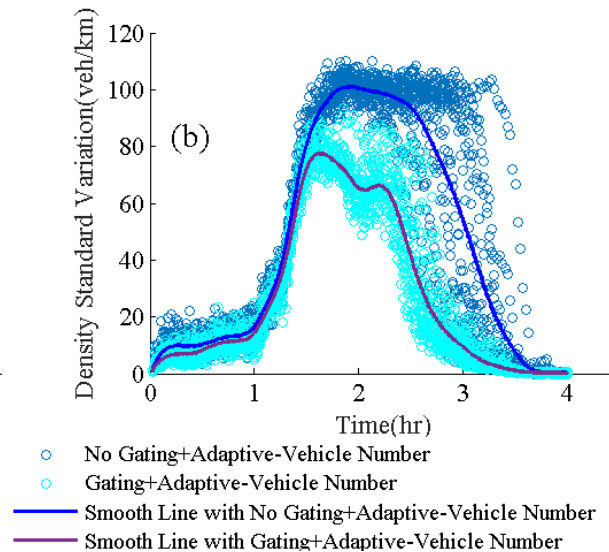 120
100
80
60
40
20
0
Density Standard Variation(veh/km)
(b)
0 1 2 3 4
Time(hr)
No Gating+Adaptive-Vehicle Number
Gating+Adaptive-Vehicle Number
Smooth Line with No Gating+Adaptive-Vehicle Number
Smooth Line with Gating+Adaptive-Vehicle Number